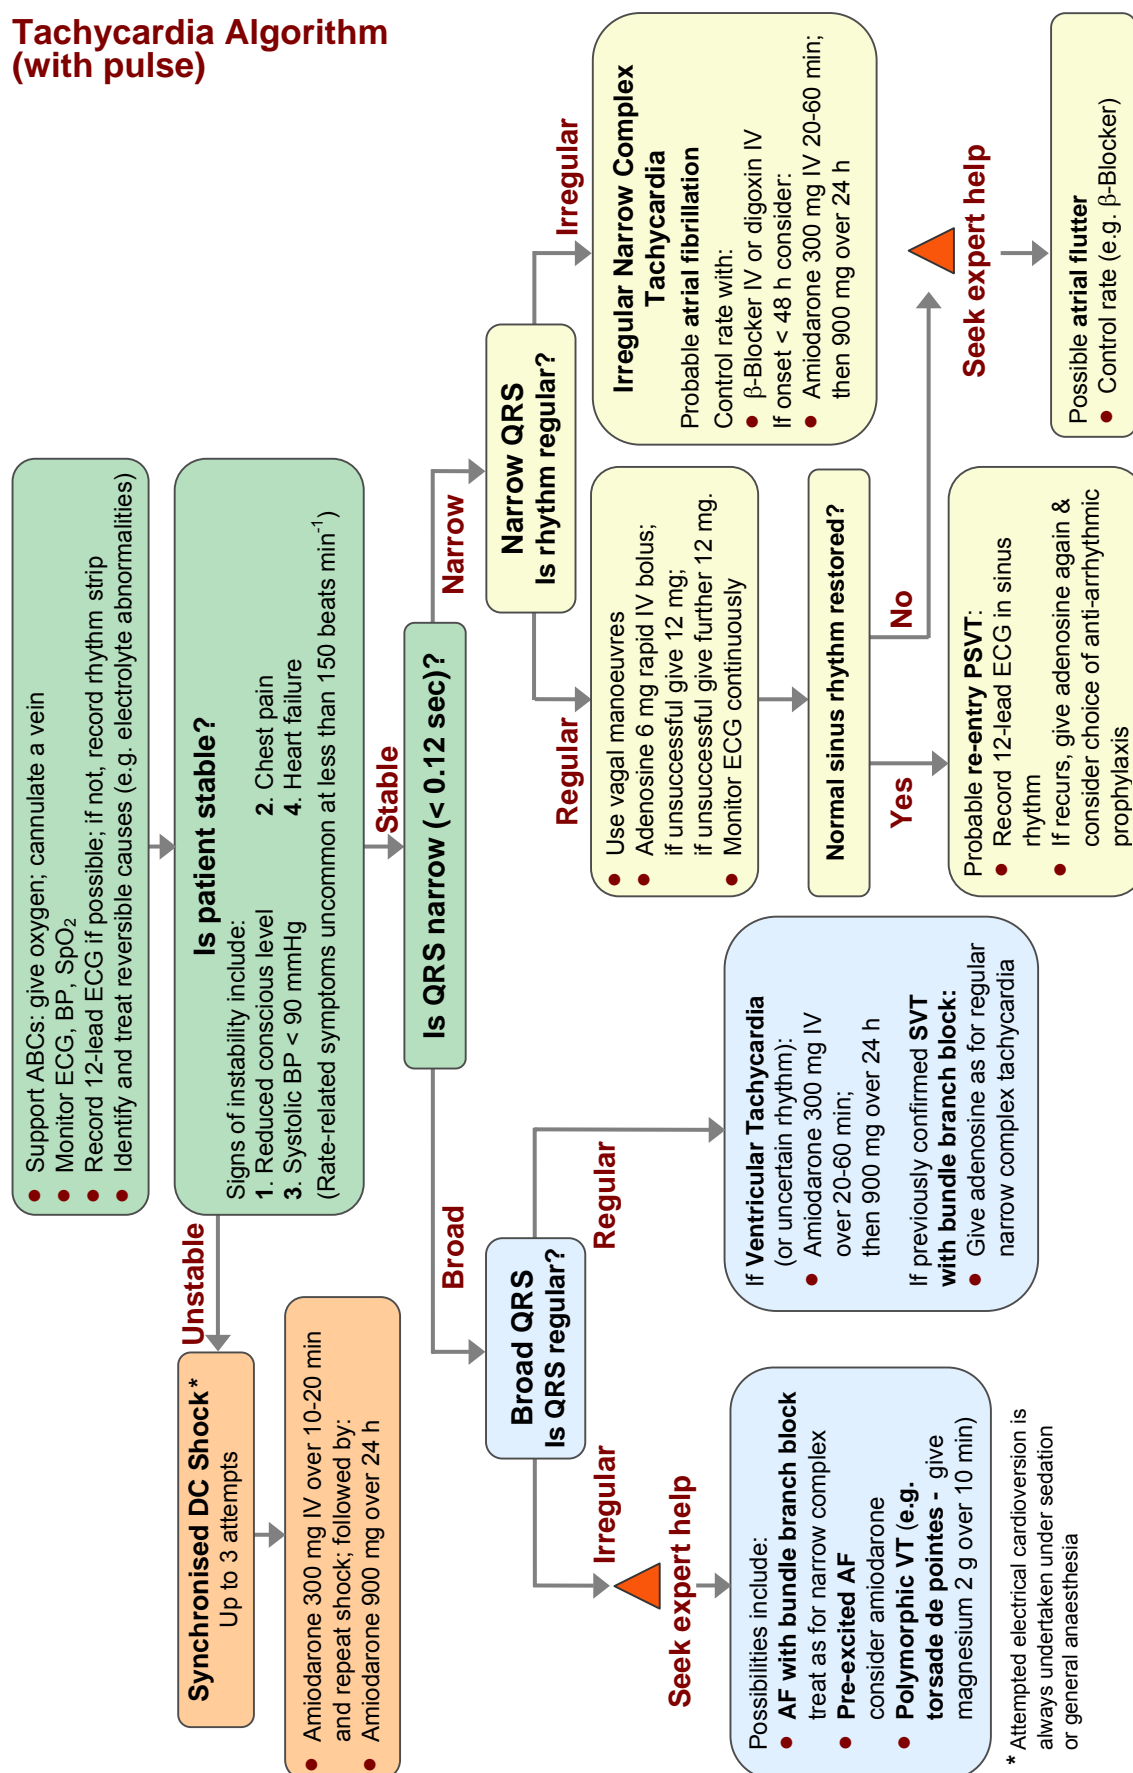 Tachycardia Algorithm
(with pulse)
● Support ABCs: give oxygen; cannulate a vein
● Monitor ECG, BP, SpO₂
● Record 12-lead ECG if possible; if not, record rhythm strip
● Identify and treat reversible causes (e.g. electrolyte abnormalities)
Is patient stable?
Signs of instability include:
1. Reduced conscious level 2. Chest pain
3. Systolic BP < 90 mmHg 4. Heart failure
(Rate-related symptoms uncommon at less than 150 beats min⁻¹)
Unstable
Synchronised DC Shock*
Up to 3 attempts
● Amiodarone 300 mg IV over 10-20 min
and repeat shock; followed by:
● Amiodarone 900 mg over 24 h
Stable
Is QRS narrow (< 0.12 sec)?
Broad
Broad QRS
Is QRS regular?
Irregular
Seek expert help
Possibilities include:
● AF with bundle branch block
treat as for narrow complex
● Pre-excited AF
consider amiodarone
● Polymorphic VT (e.g.
torsade de pointes - give
magnesium 2 g over 10 min)
Regular
If Ventricular Tachycardia
(or uncertain rhythm):
● Amiodarone 300 mg IV
over 20-60 min;
then 900 mg over 24 h
If previously confirmed SVT
with bundle branch block:
● Give adenosine as for regular
narrow complex tachycardia
Narrow
Narrow QRS
Is rhythm regular?
Regular
● Use vagal manoeuvres
● Adenosine 6 mg rapid IV bolus;
if unsuccessful give 12 mg;
if unsuccessful give further 12 mg.
● Monitor ECG continuously
Normal sinus rhythm restored?
Yes
Probable re-entry PSVT:
● Record 12-lead ECG in sinus
rhythm
● If recurs, give adenosine again &
consider choice of anti-arrhythmic
prophylaxis
No
Seek expert help
Possible atrial flutter
● Control rate (e.g. β-Blocker)
Irregular
Irregular Narrow Complex
Tachycardia
Probable atrial fibrillation
Control rate with:
● β-Blocker IV or digoxin IV
If onset < 48 h consider:
● Amiodarone 300 mg IV 20-60 min;
then 900 mg over 24 h
* Attempted electrical cardioversion is
always undertaken under sedation
or general anaesthesia